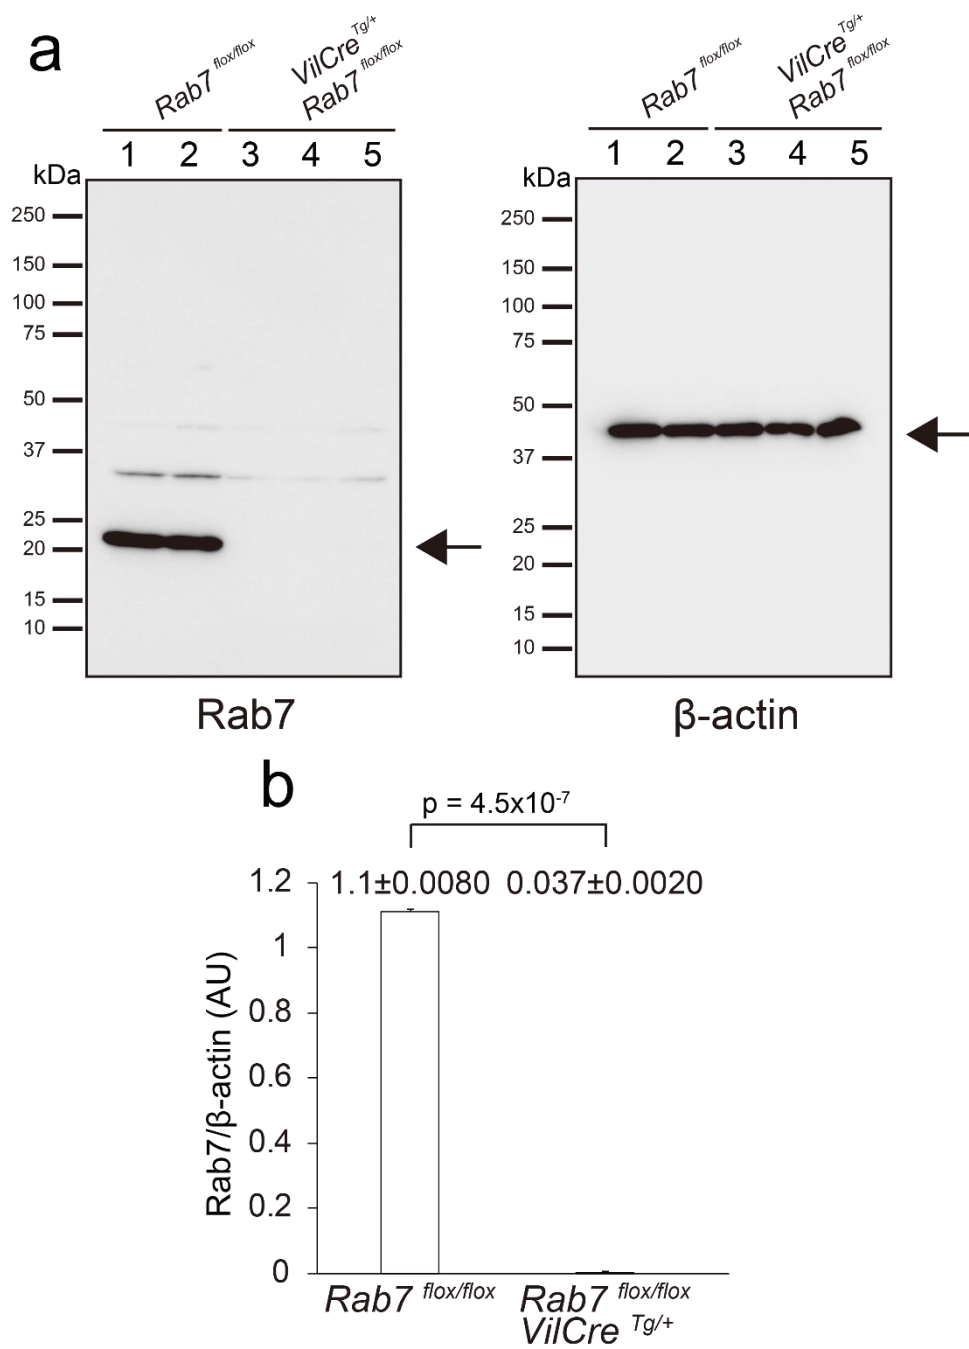 a
Rab7 flox/flox
VilCre Tg/+
Rab7 flox/flox
1 2 3 4 5
kDa
250
150
100
75
50
37
25
20
15
10
Rab7
Rab7 flox/flox
VilCre Tg/+
Rab7 flox/flox
1 2 3 4 5
kDa
250
150
100
75
50
37
25
20
15
10
β-actin
b
p = 4.5x10-7
1.1±0.0080 0.037±0.0020
Rab7/β-actin (AU)
1.2
1
0.8
0.6
0.4
0.2
0
Rab7 flox/flox
Rab7 flox/flox
VilCre Tg/+